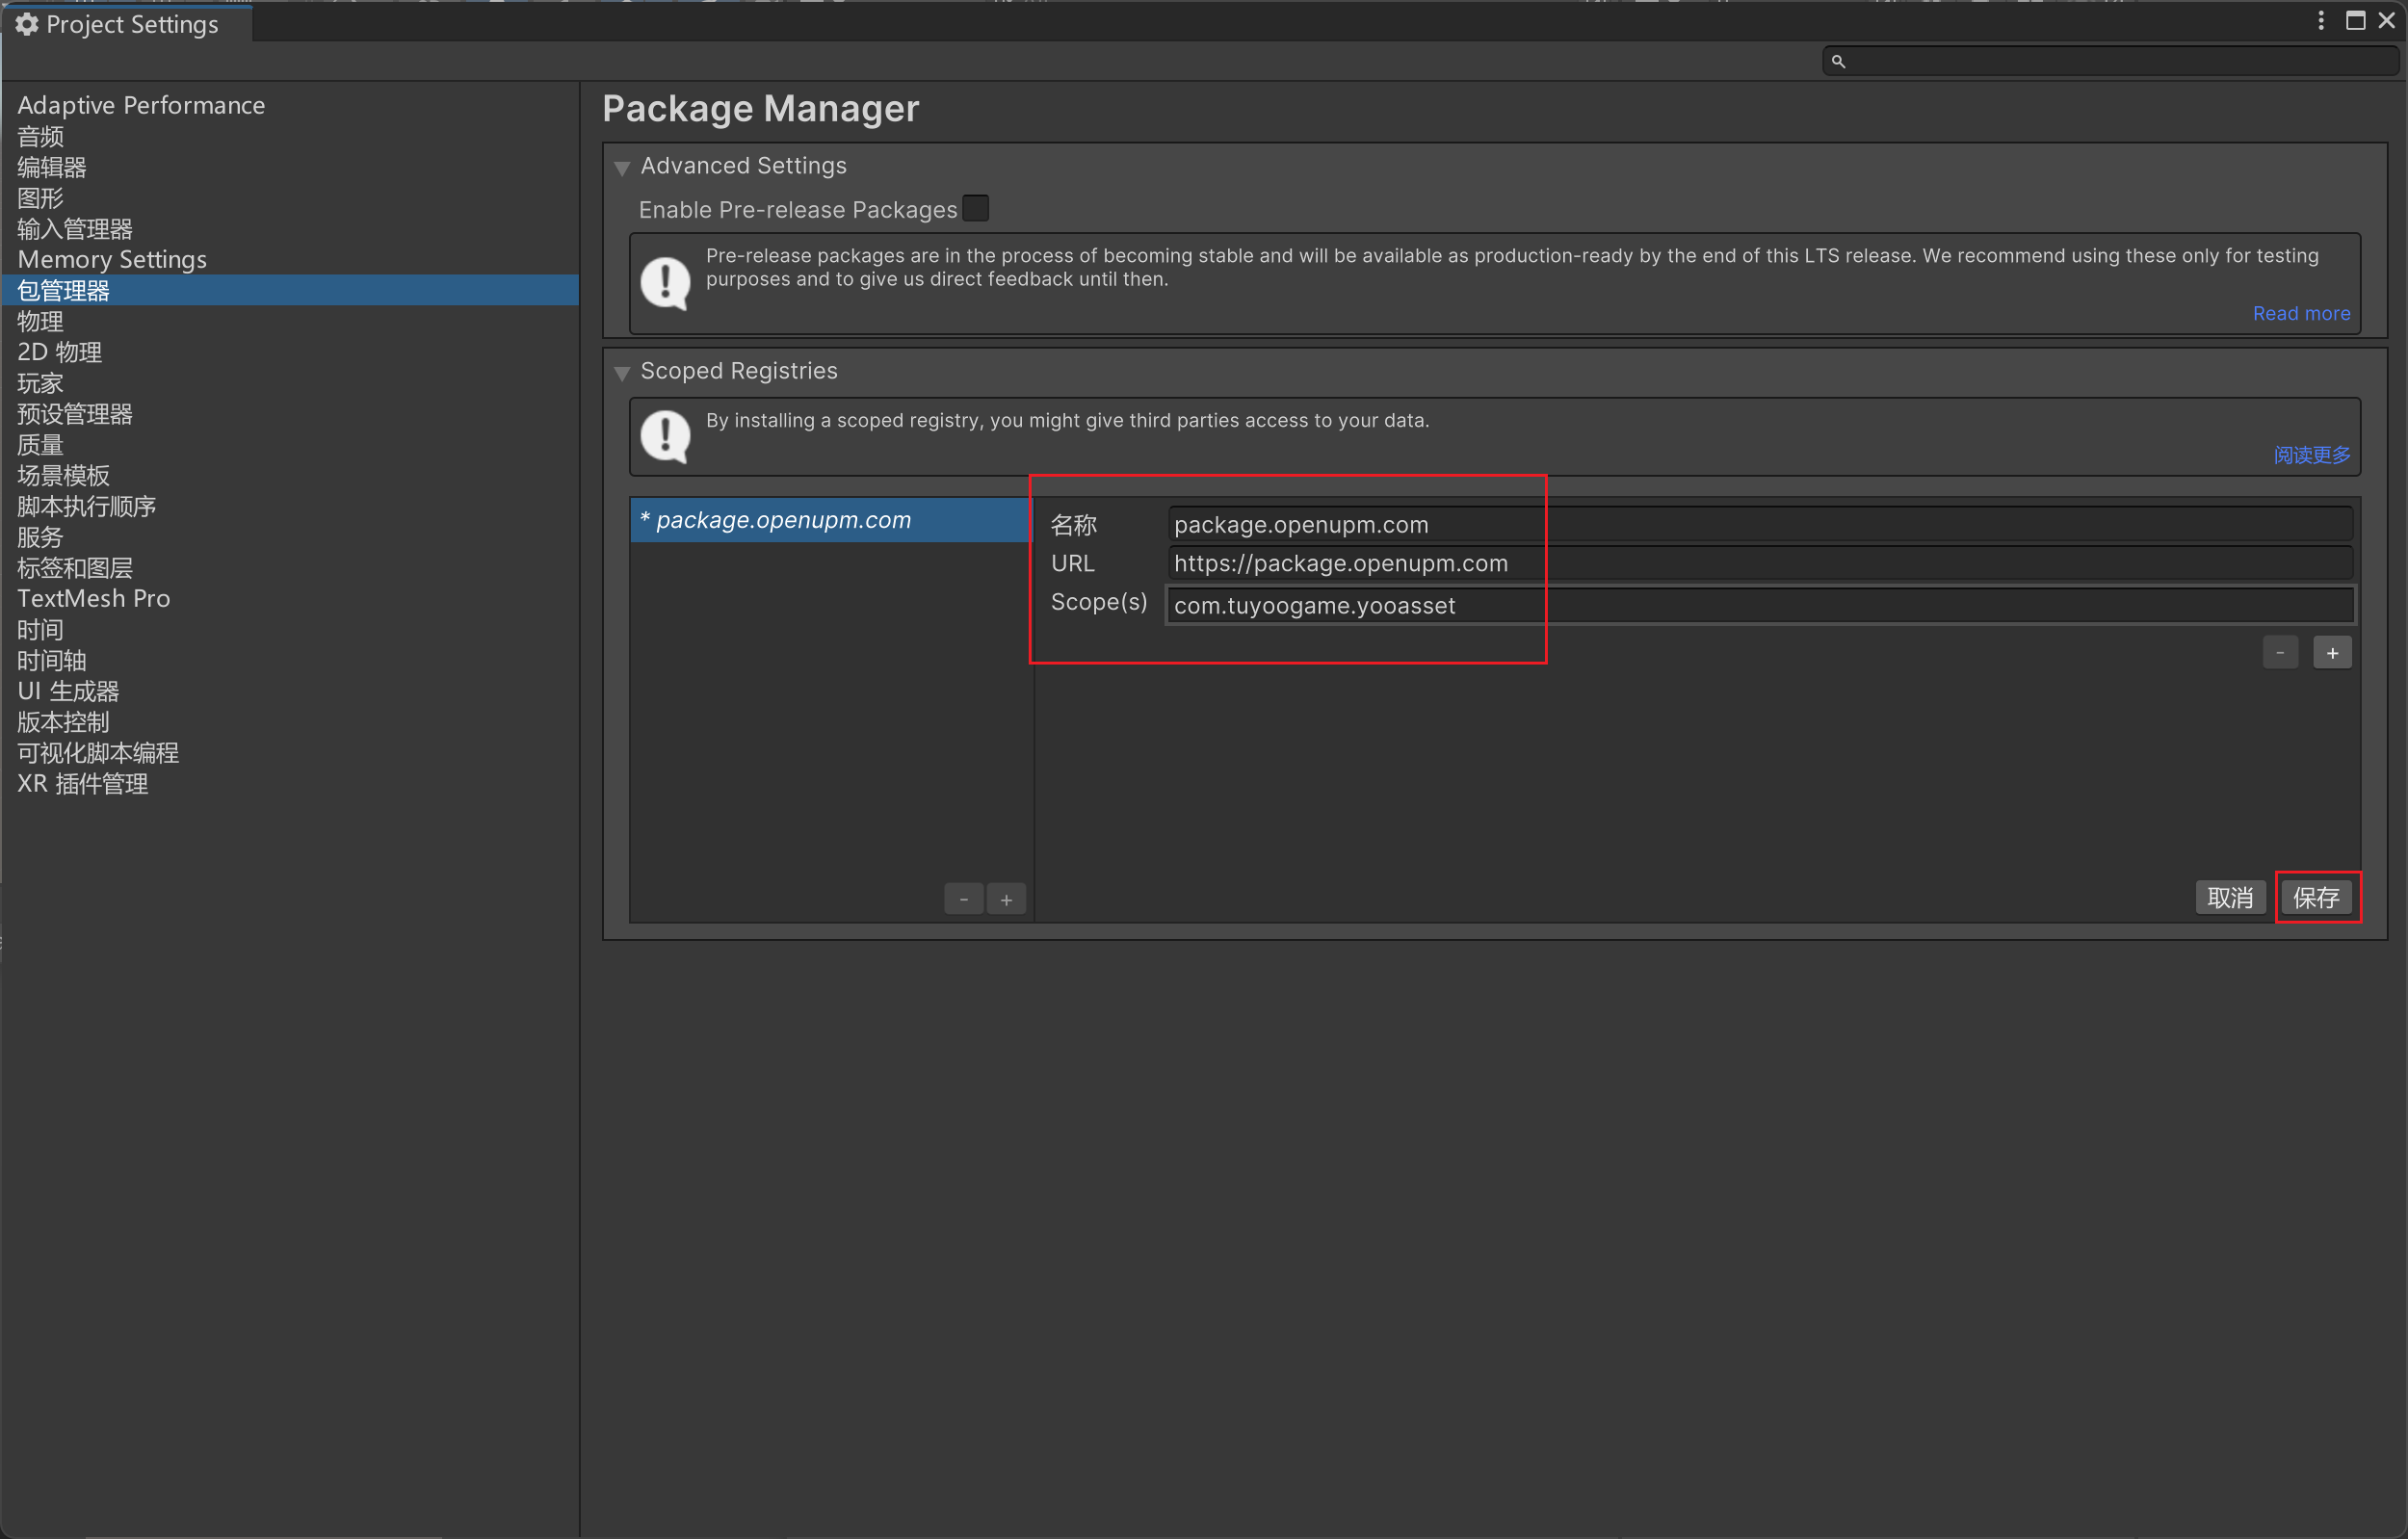 Project Settings
Adaptive Performance
音频
编辑器
图形
输入管理器
Memory Settings
包管理器
物理
2D 物理
玩家
预设管理器
质量
场景模板
脚本执行顺序
服务
标签和图层
TextMesh Pro
时间
时间轴
UI 生成器
版本控制
可视化脚本编程
XR 插件管理
Package Manager
Advanced Settings
Enable Pre-release Packages
Pre-release packages are in the process of becoming stable and will be available as production-ready by the end of this LTS release. We recommend using these only for testing
purposes and to give us direct feedback until then.
Read more
Scoped Registries
By installing a scoped registry, you might give third parties access to your data.
阅读更多
* package.openupm.com
名称 package.openupm.com
URL https://package.openupm.com
Scope(s) com.tuyoogame.yooasset
- +
- +
取消 保存